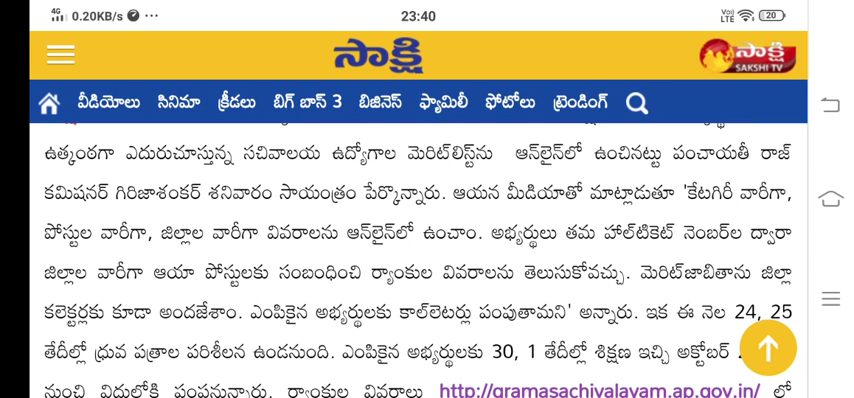 4G 0.20KB/s ... 23:40 Voj) LTE 20
సాక్షి సాక్షి
SAKSHI TV
వీడియోలు సినిమా క్రీడలు బిగ్ బాస్ 3 బిజినెస్ ఫ్యామిలీ ఫోటోలు ట్రెండింగ్
ఉత్కంఠగా ఎదురుచూస్తున్న సచివాలయ ఉద్యోగాల మెరిట్‌లిస్ట్‌ను ఆన్‌లైన్‌లో ఉంచినట్టు పంచాయతీ రాజ్
కమిషనర్ గిరిజాశంకర్ శనివారం సాయంత్రం పేర్కొన్నారు. ఆయన మీడియాతో మాట్లాడుతూ 'కేటగిరీ వారీగా,
పోస్టుల వారీగా, జిల్లాల వారీగా వివరాలను ఆన్‌లైన్‌లో ఉంచాం. అభ్యర్థులు తమ హాల్‌టికెట్ నెంబర్‌ల ద్వారా
జిల్లాల వారీగా ఆయా పోస్టులకు సంబంధించి ర్యాంకుల వివరాలను తెలుసుకోవచ్చు. మెరిట్‌జాబితాను జిల్లా
కలెక్టర్లకు కూడా అందజేశాం. ఎంపికైన అభ్యర్థులకు కాల్‌లెటర్లు పంపుతామని' అన్నారు. ఇక ఈ నెల 24, 25
తేదీల్లో ధ్రువ పత్రాల పరిశీలన ఉండనుంది. ఎంపికైన అభ్యర్థులకు 30, 1 తేదీల్లో శిక్షణ ఇచ్చి అక్టోబర్
నుంచి విధుల్లోకి పంపనున్నారు. ర్యాంకుల వివరాలు http://gramasachivalayam.ap.gov.in/ లో